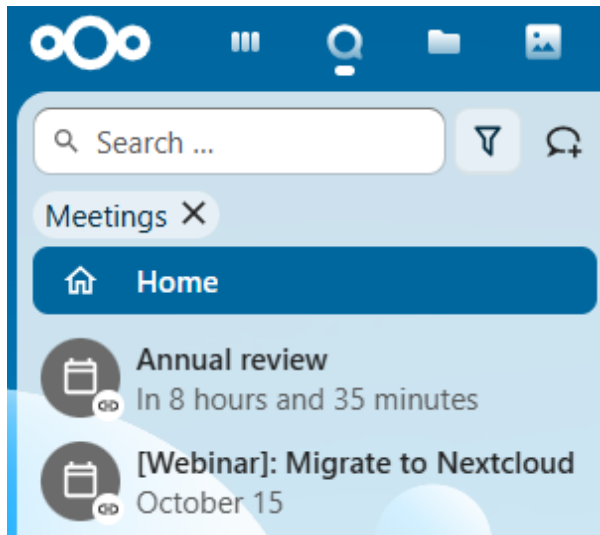 Search ...
Meetings
Home
Annual review
In 8 hours and 35 minutes
[Webinar]: Migrate to Nextcloud
October 15